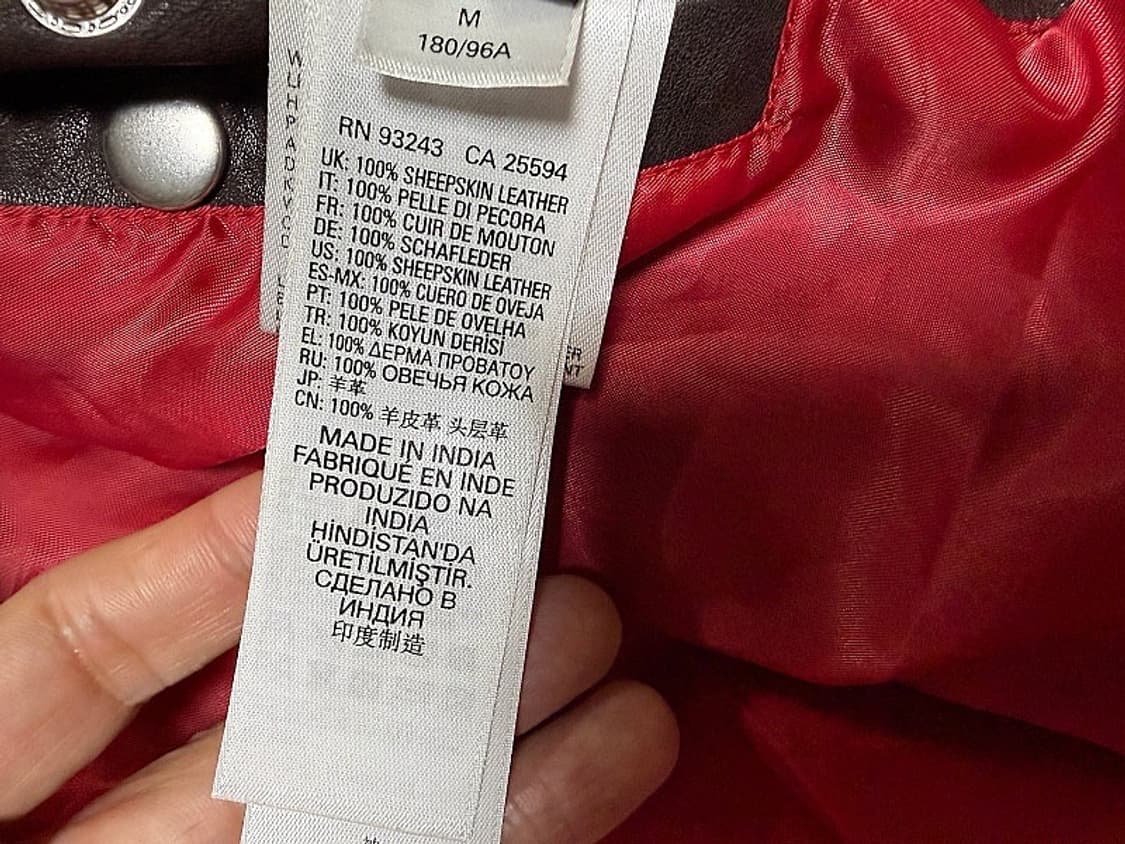 M
180/96A
RN 93243 CA 25594
UK: 100% SHEEPSKIN LEATHER
IT: 100% PELLE DI PECORA
FR: 100% CUIR DE MOUTON
DE: 100% SCHAFLEDER
US: 100% SHEEPSKIN LEATHER
ES-MX: 100% CUERO DE OVEJA
PT: 100% PELE DE OVELHA
TR: 100% KOYUN DERİSİ
EL: 100% ΔΕΡΜΑ ΠΡΟΒΑΤΟΥ
RU: 100% ОВЕЧЬЯ КОЖА
JP: 羊革
CN: 100% 羊皮革 头层革
MADE IN INDIA
FABRIQUÉ EN INDE
PRODUZIDO NA
INDIA
HİNDİSTAN'DA
ÜRETİLMİŞTİR.
СДЕЛАНО В
ИНДИЯ
印度制造